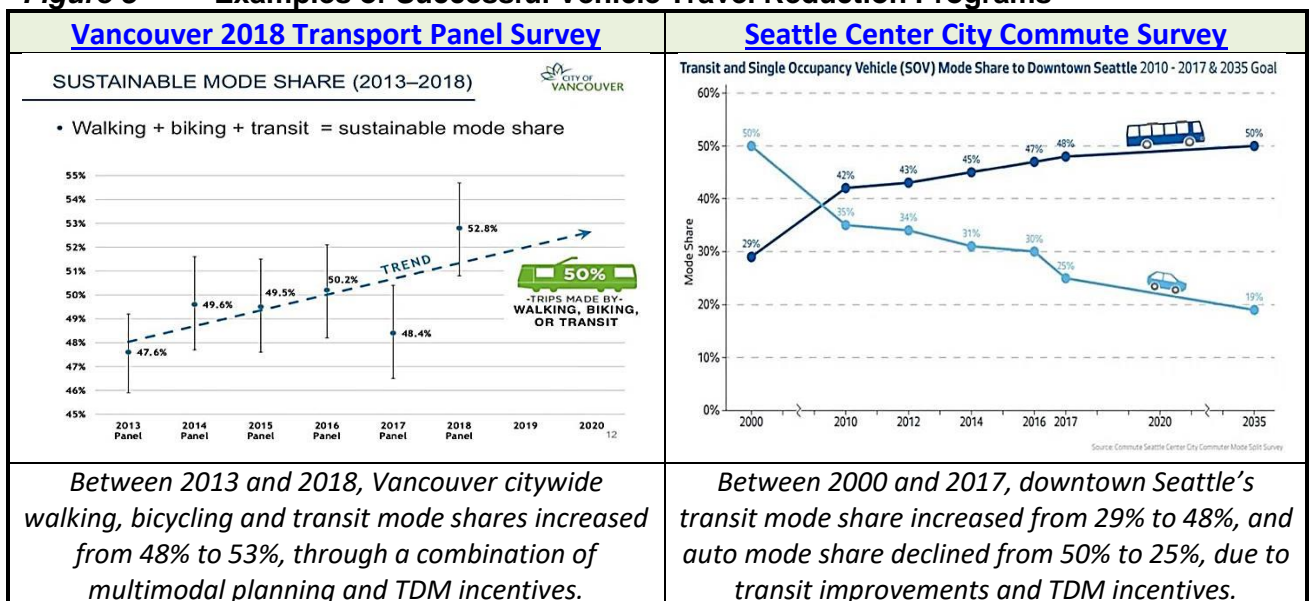 Figure 3 Examples of Successful Vehicle Travel Reduction Programs
Vancouver 2018 Transport Panel Survey
SUSTAINABLE MODE SHARE (2013–2018)
CITY OF
VANCOUVER
• Walking + biking + transit = sustainable mode share
55%
54%
53%
52%
51%
50%
49%
48%
47%
46%
45%
47.6%
49.6%
49.5%
50.2%
48.4%
52.8%
TREND
50%
-TRIPS MADE BY-
WALKING, BIKING,
OR TRANSIT
2013 Panel
2014 Panel
2015 Panel
2016 Panel
2017 Panel
2018 Panel
2019
2020
12
Between 2013 and 2018, Vancouver citywide
walking, bicycling and transit mode shares increased
from 48% to 53%, through a combination of
multimodal planning and TDM incentives.
Seattle Center City Commute Survey
Transit and Single Occupancy Vehicle (SOV) Mode Share to Downtown Seattle 2010 - 2017 & 2035 Goal
60%
50%
40%
30%
20%
10%
0%
Mode Share
50%
29%
42%
35%
43%
34%
45%
31%
47%
30%
48%
25%
50%
19%
2000
2010
2012
2014
2016
2017
2020
2035
Source: Commute Seattle Center City Commuter Mode Split Survey
Between 2000 and 2017, downtown Seattle's
transit mode share increased from 29% to 48%, and
auto mode share declined from 50% to 25%, due to
transit improvements and TDM incentives.